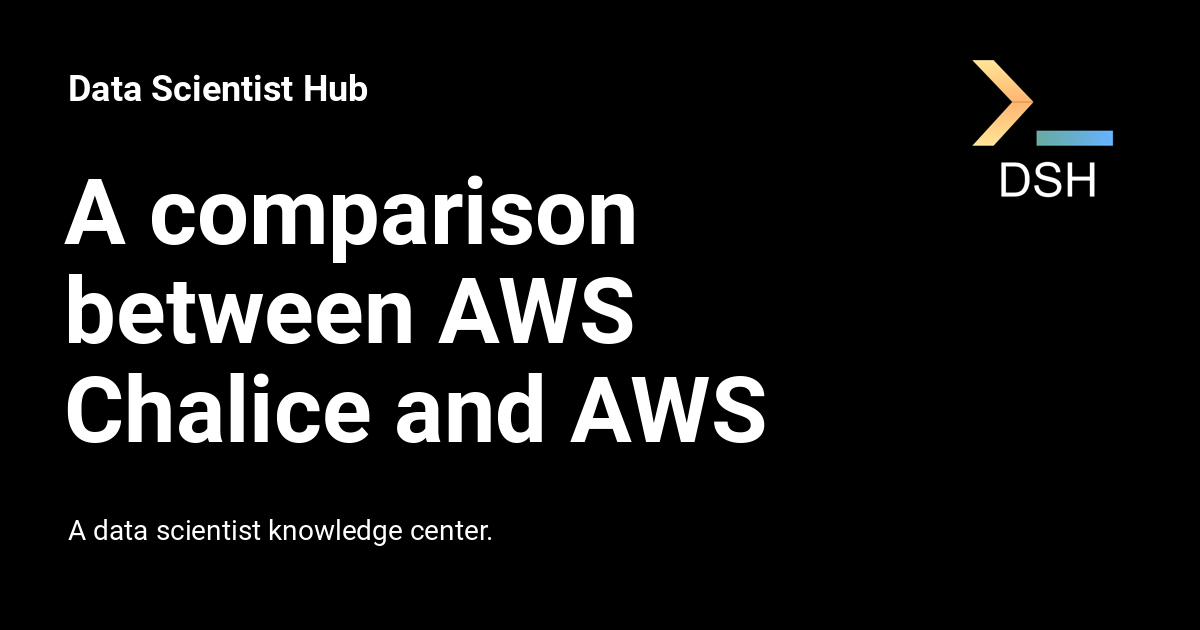 Data Scientist Hub
DSH
A comparison
between AWS
Chalice and AWS
A data scientist knowledge center.